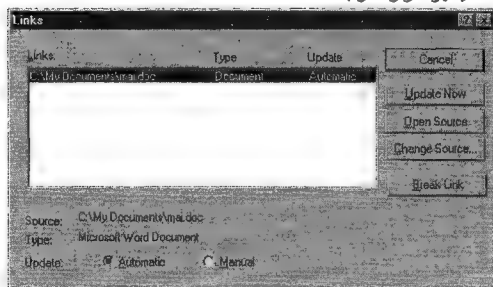 Links
Links: Type Update
C:\My Documents\mai.doc Document Automatic
Cancel
Update Now
Open Source
Change Source...
Break Link
Source: C:\My Documents\mai.doc
Type: Microsoft Word Document
Update: Automatic Manual